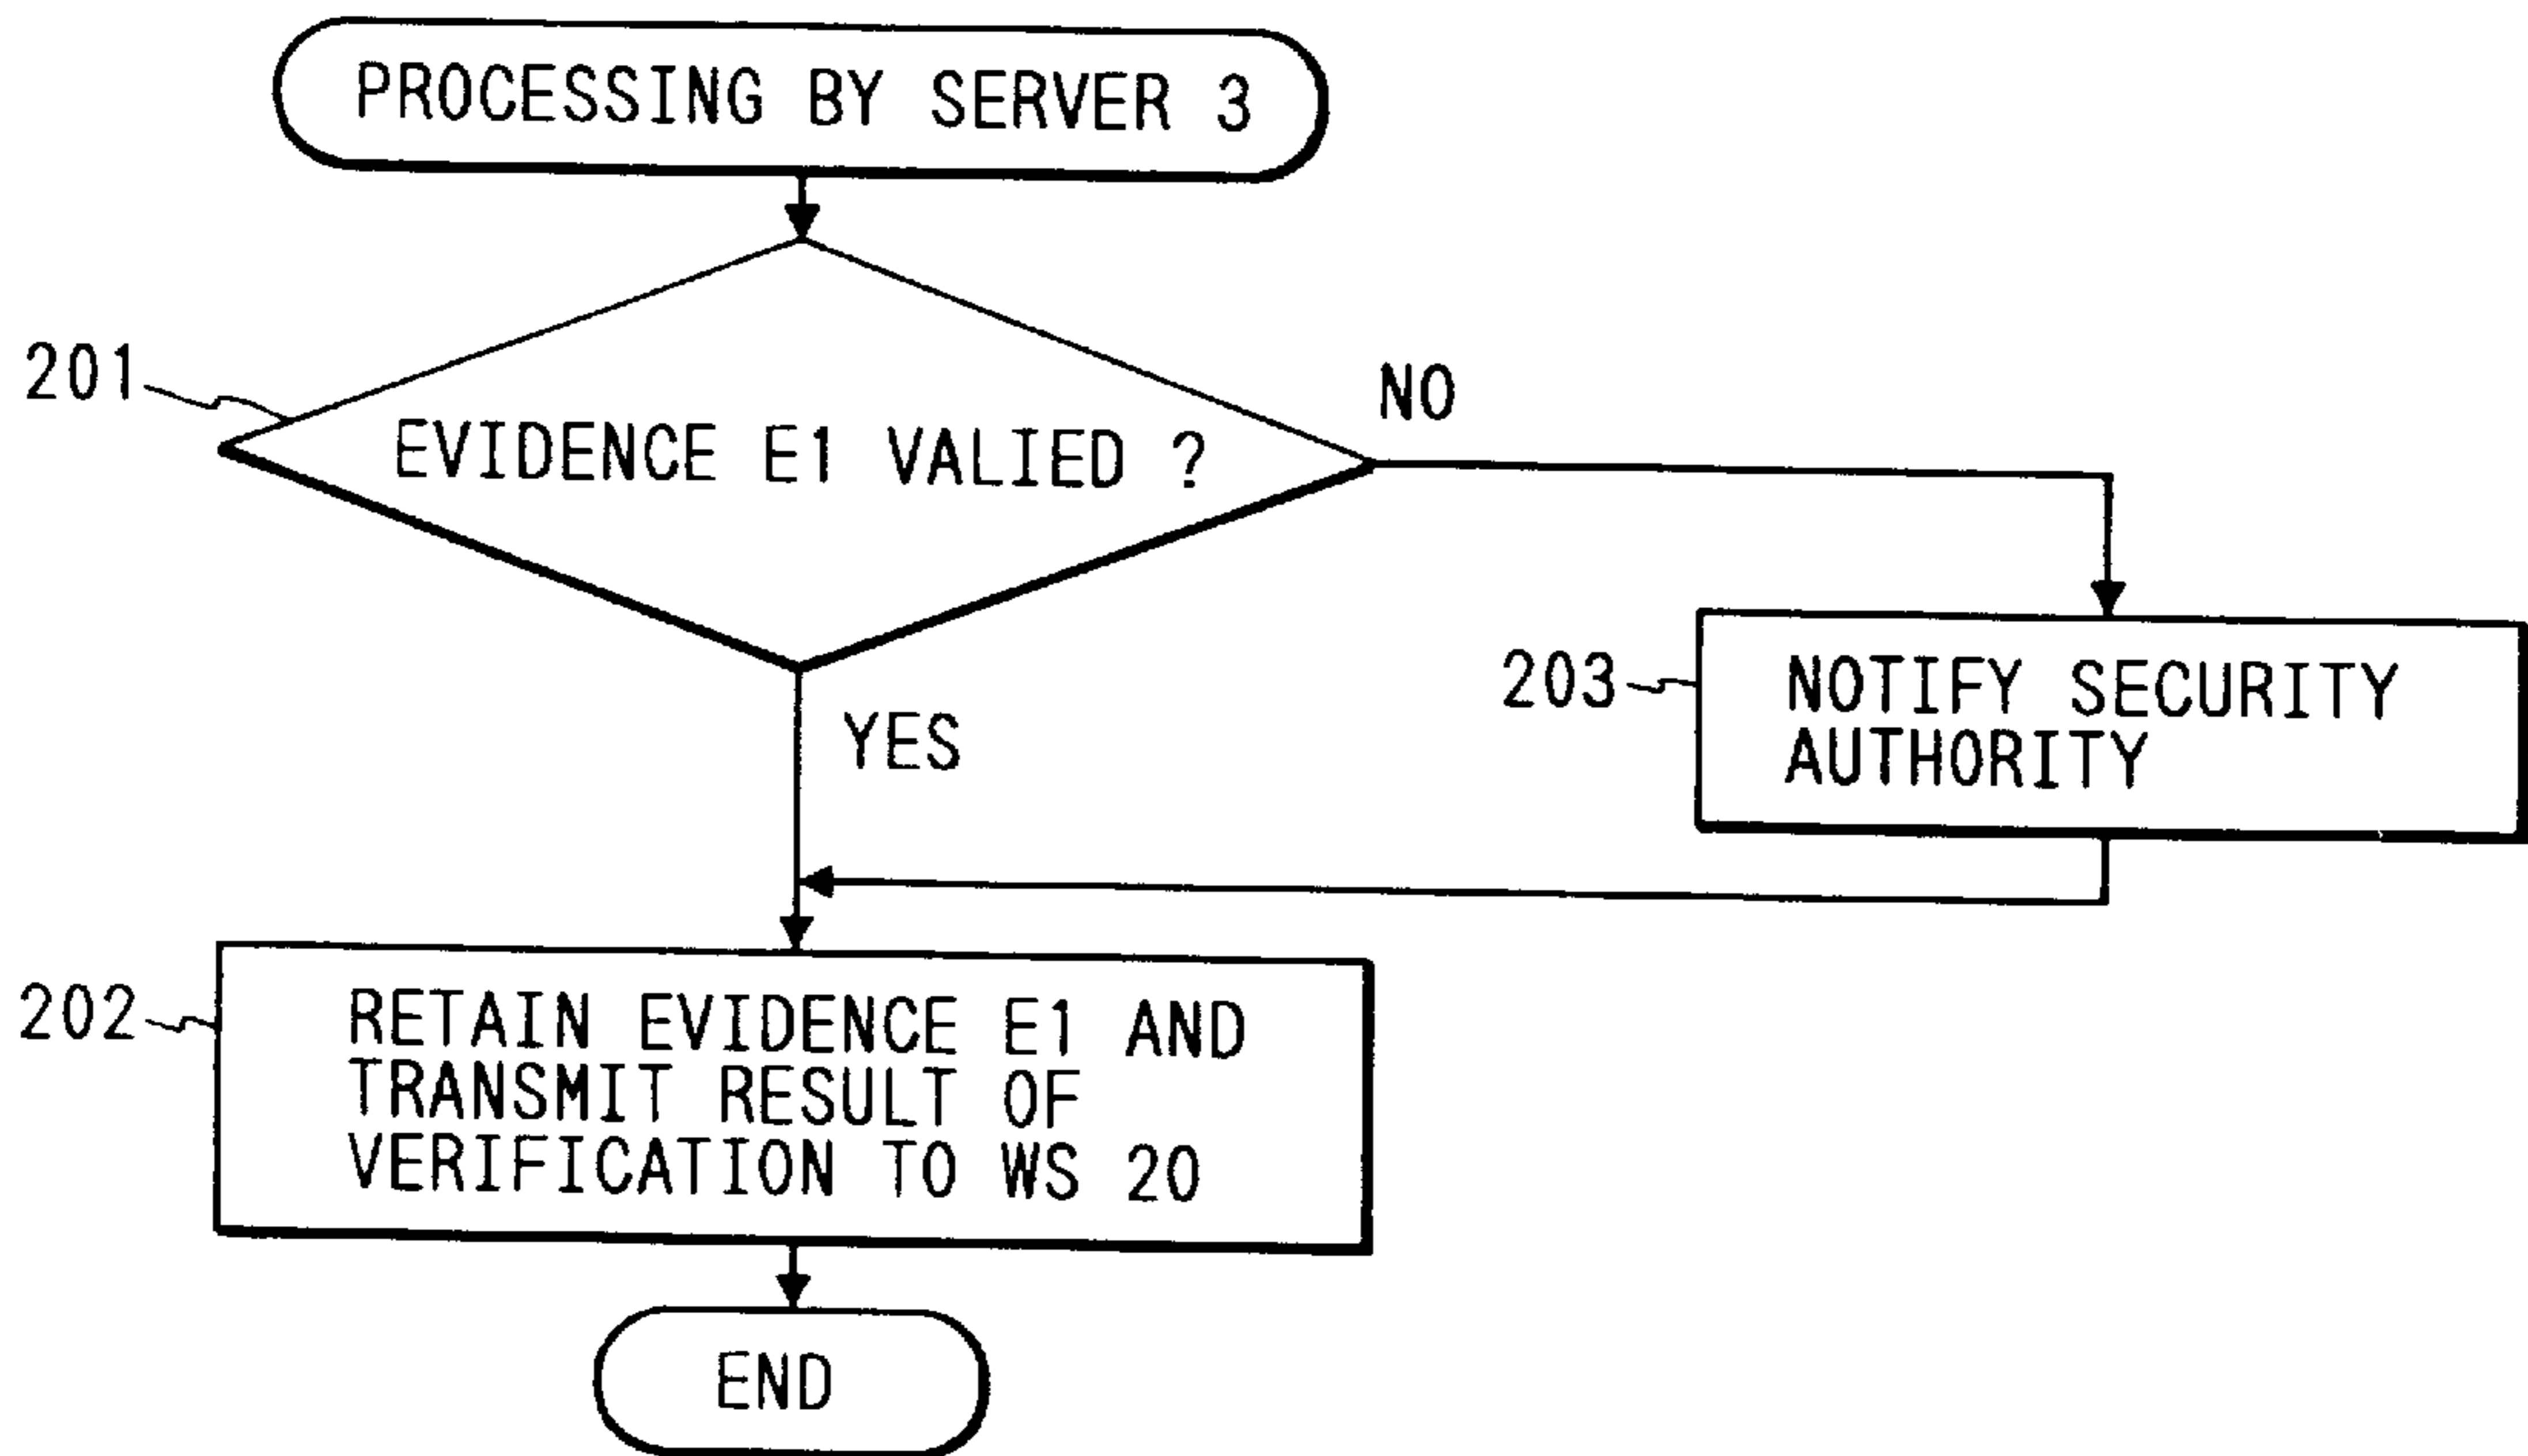 PROCESSING BY SERVER 3
201
EVIDENCE E1 VALIED ?
NO
YES
203
NOTIFY SECURITY
AUTHORITY
202
RETAIN EVIDENCE E1 AND
TRANSMIT RESULT OF
VERIFICATION TO WS 20
END